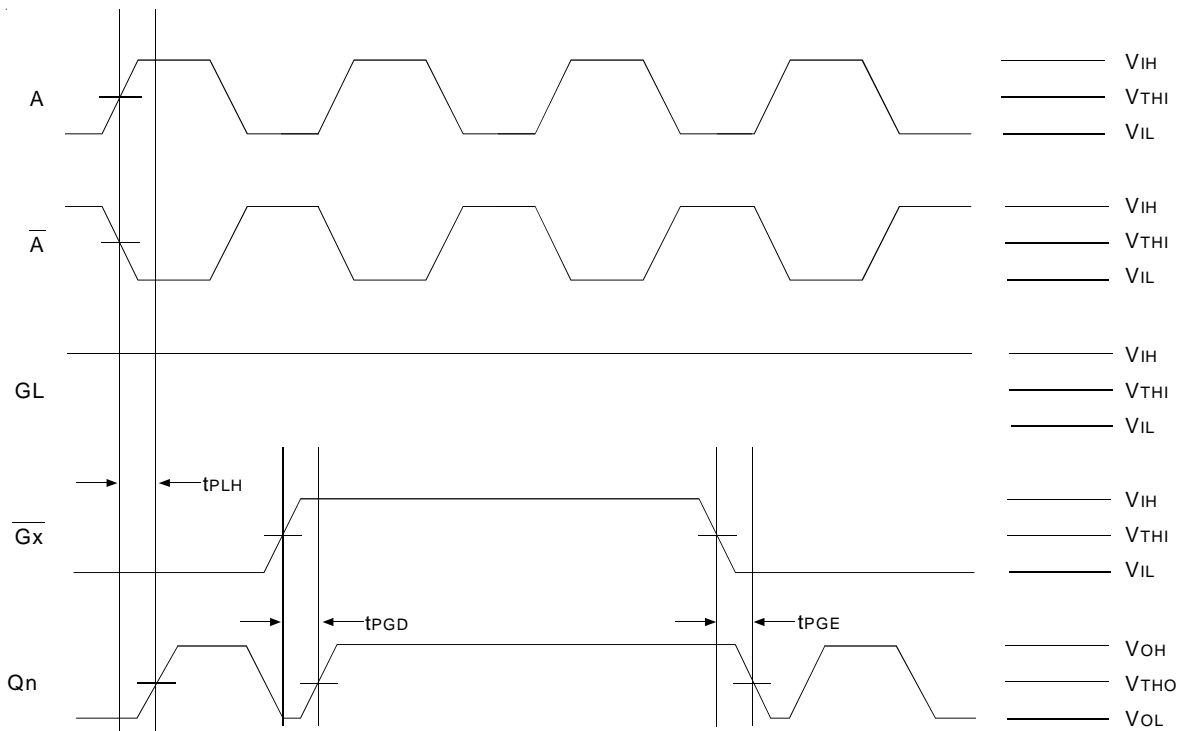 A
VIH
VTHI
VIL
A
VIH
VTHI
VIL
GL
VIH
VTHI
VIL
tPLH
Gx
VIH
VTHI
VIL
tPGD
tPGE
Qn
VOH
VTHO
VOL